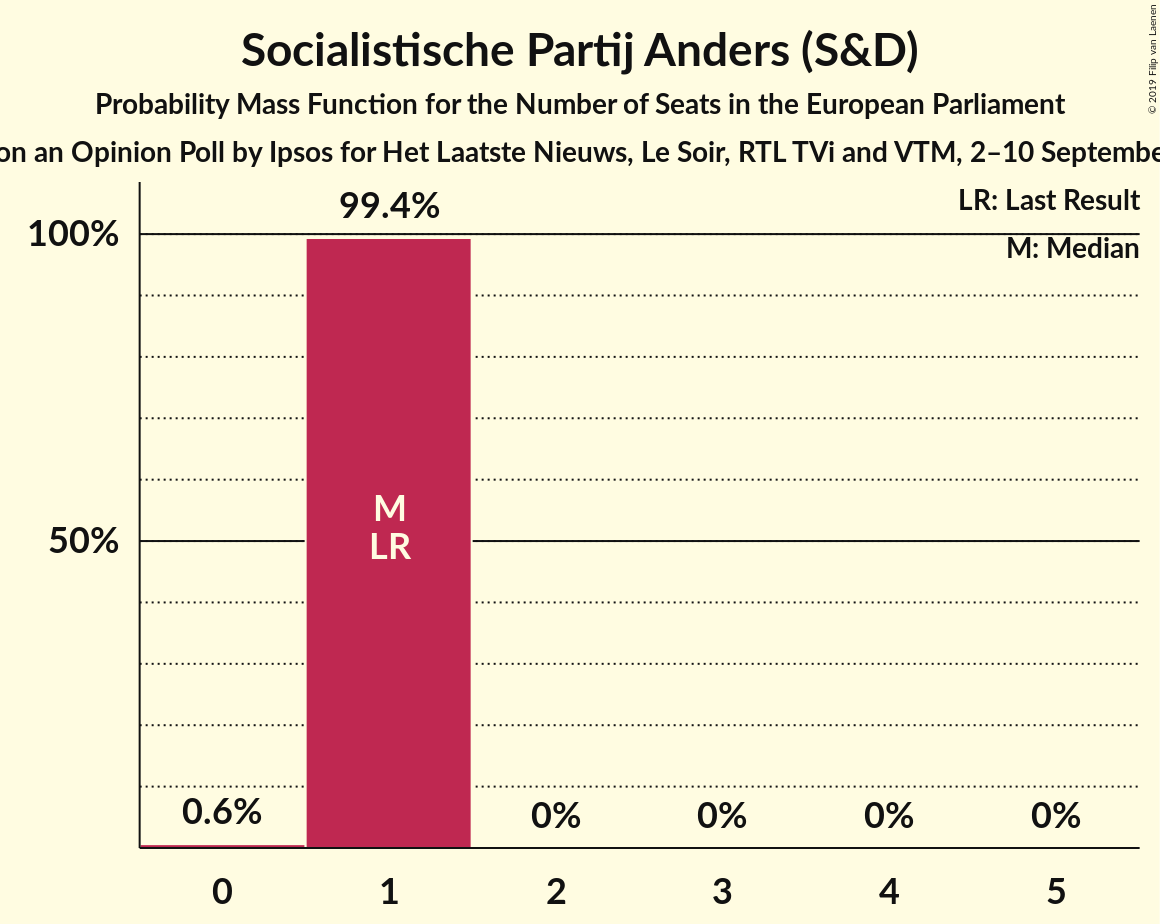 Socialistische Partij Anders (S&D)
Probability Mass Function for the Number of Seats in the European Parliament
on an Opinion Poll by Ipsos for Het Laatste Nieuws, Le Soir, RTL TVi and VTM, 2–10
© 2019 Filip van Laenen
LR: Last Result
M: Median
99.4%
100%
M
LR
50%
0.6%
0%
0%
0%
0%
0
1
2
3
4
5